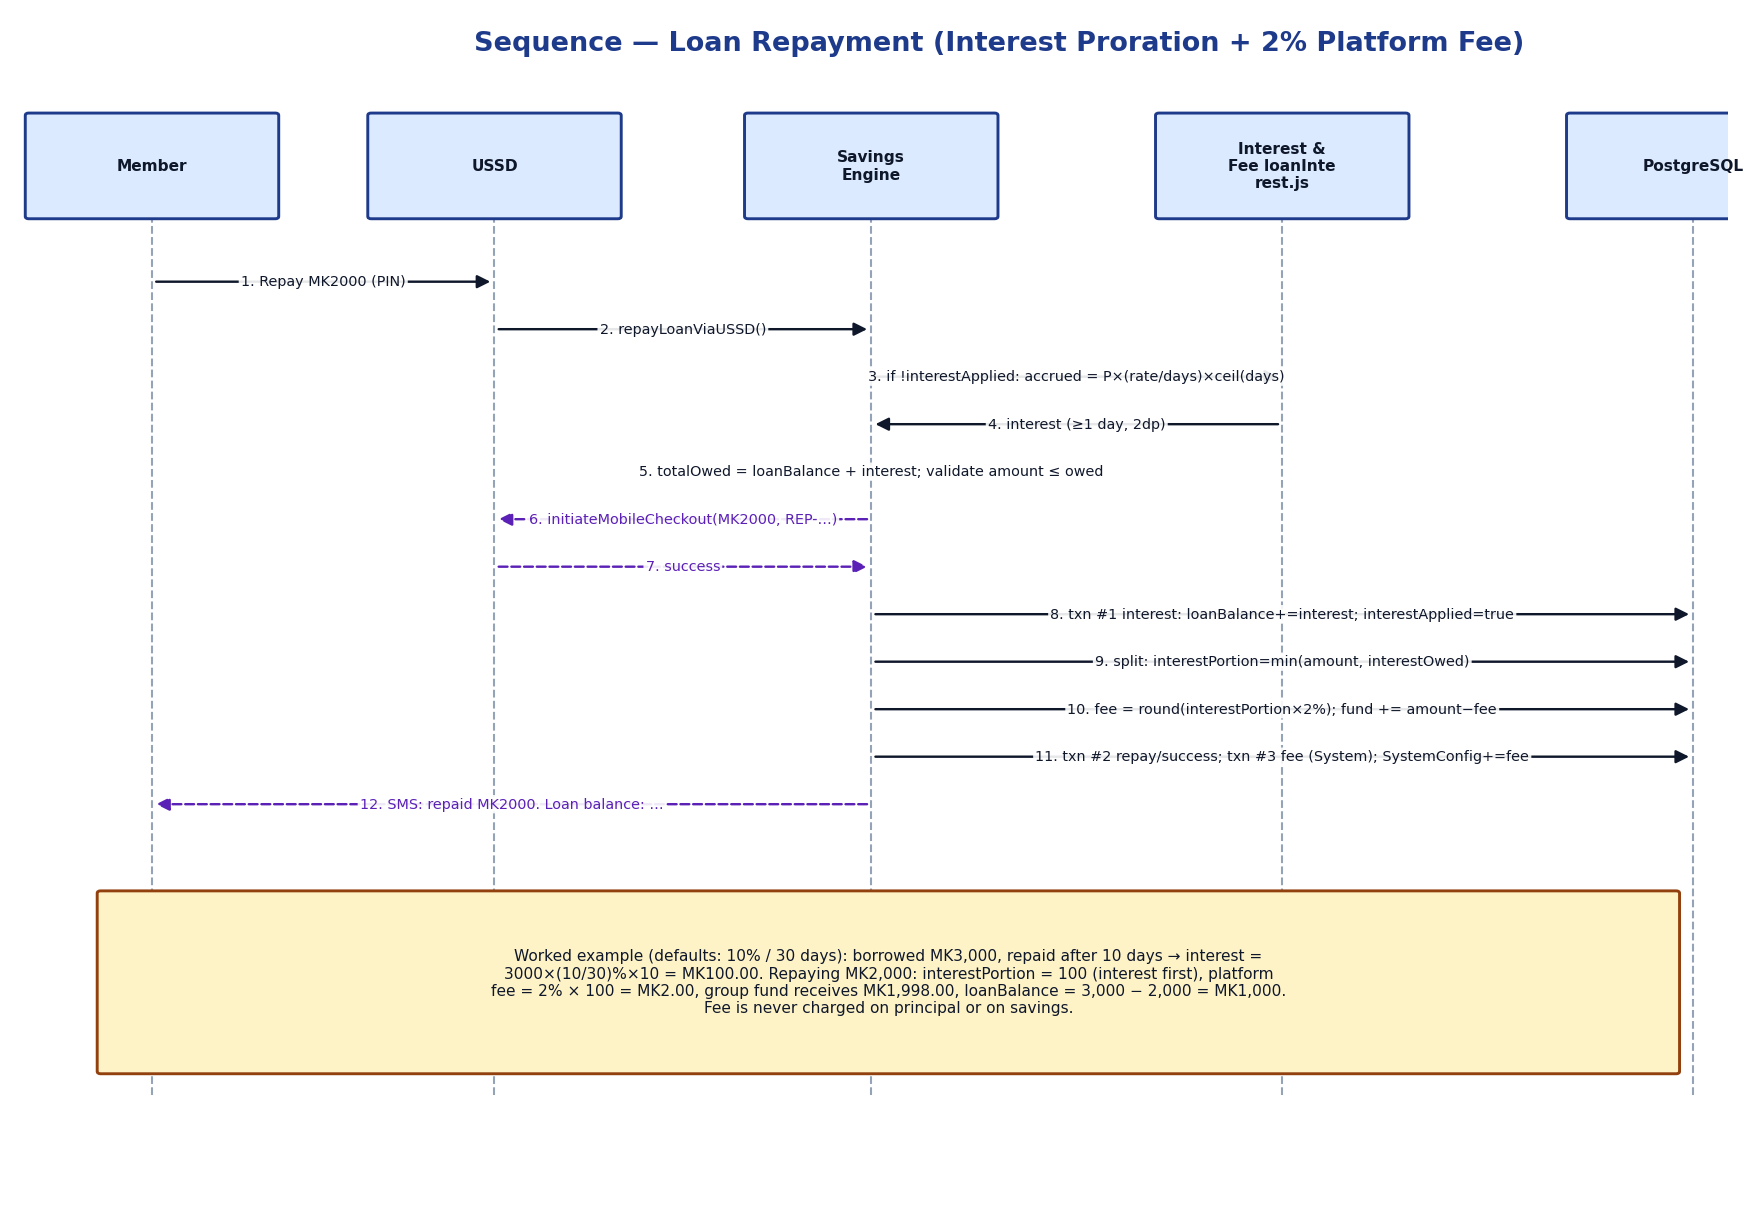 Sequence — Loan Repayment (Interest Proration + 2% Platform Fee)
Member
USSD
Savings
Engine
Interest &
Fee loanInte
rest.js
PostgreSQL
1. Repay MK2000 (PIN)
2. repayLoanViaUSSD()
3. if !interestApplied: accrued = P×(rate/days)×ceil(days)
4. interest (≥1 day, 2dp)
5. totalOwed = loanBalance + interest; validate amount ≤ owed
6. initiateMobileCheckout(MK2000, REP-…)
7. success
8. txn #1 interest: loanBalance+=interest; interestApplied=true
9. split: interestPortion=min(amount, interestOwed)
10. fee = round(interestPortion×2%); fund += amount−fee
11. txn #2 repay/success; txn #3 fee (System); SystemConfig+=fee
12. SMS: repaid MK2000. Loan balance: …
Worked example (defaults: 10% / 30 days): borrowed MK3,000, repaid after 10 days → interest =
3000×(10/30)%×10 = MK100.00. Repaying MK2,000: interestPortion = 100 (interest first), platform
fee = 2% × 100 = MK2.00, group fund receives MK1,998.00, loanBalance = 3,000 − 2,000 = MK1,000.
Fee is never charged on principal or on savings.